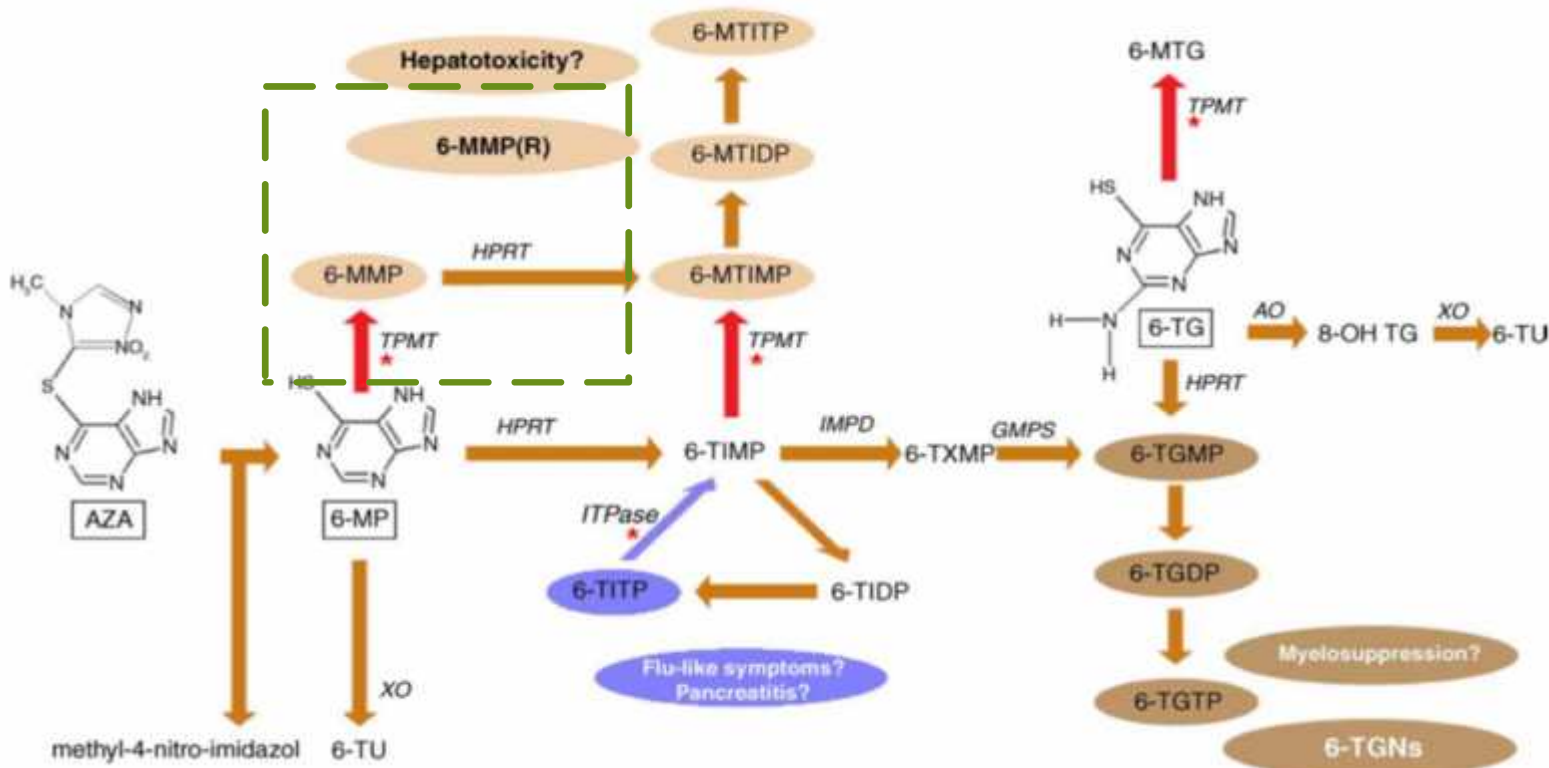 6-MTITP
Hepatotoxicity?
6-MTG
TPMT
*
6-MMP(R)
6-MTIDP
HS
NH
N
N
N
HPRT
6-MMP
6-MTIMP
H₃C
N
N
NO₂
TPMT
*
TPMT
*
H
N
H
6-TG
AO
8-OH TG
XO
6-TU
S
HS
NH
N
N
N
NH
N
N
N
HPRT
HPRT
6-TIMP
IMPD
6-TXMP
GMPS
6-TGMP
AZA
6-MP
ITPase
*
6-TITP
6-TIDP
6-TGDP
Flu-like symptoms?
Pancreatitis?
Myelosuppression?
XO
6-TGTP
methyl-4-nitro-imidazol
6-TU
6-TGNs